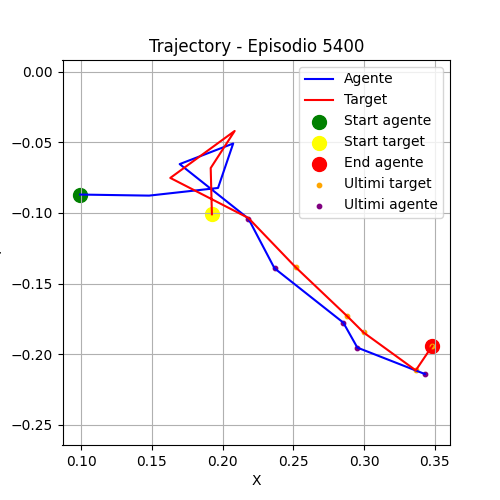 Trajectory - Episodio 5400
Agente
Target
Start agente
Start target
End agente
Ultimi target
Ultimi agente
0.00
−0.05
−0.10
−0.15
−0.20
−0.25
0.10
0.15
0.20
0.25
0.30
0.35
X